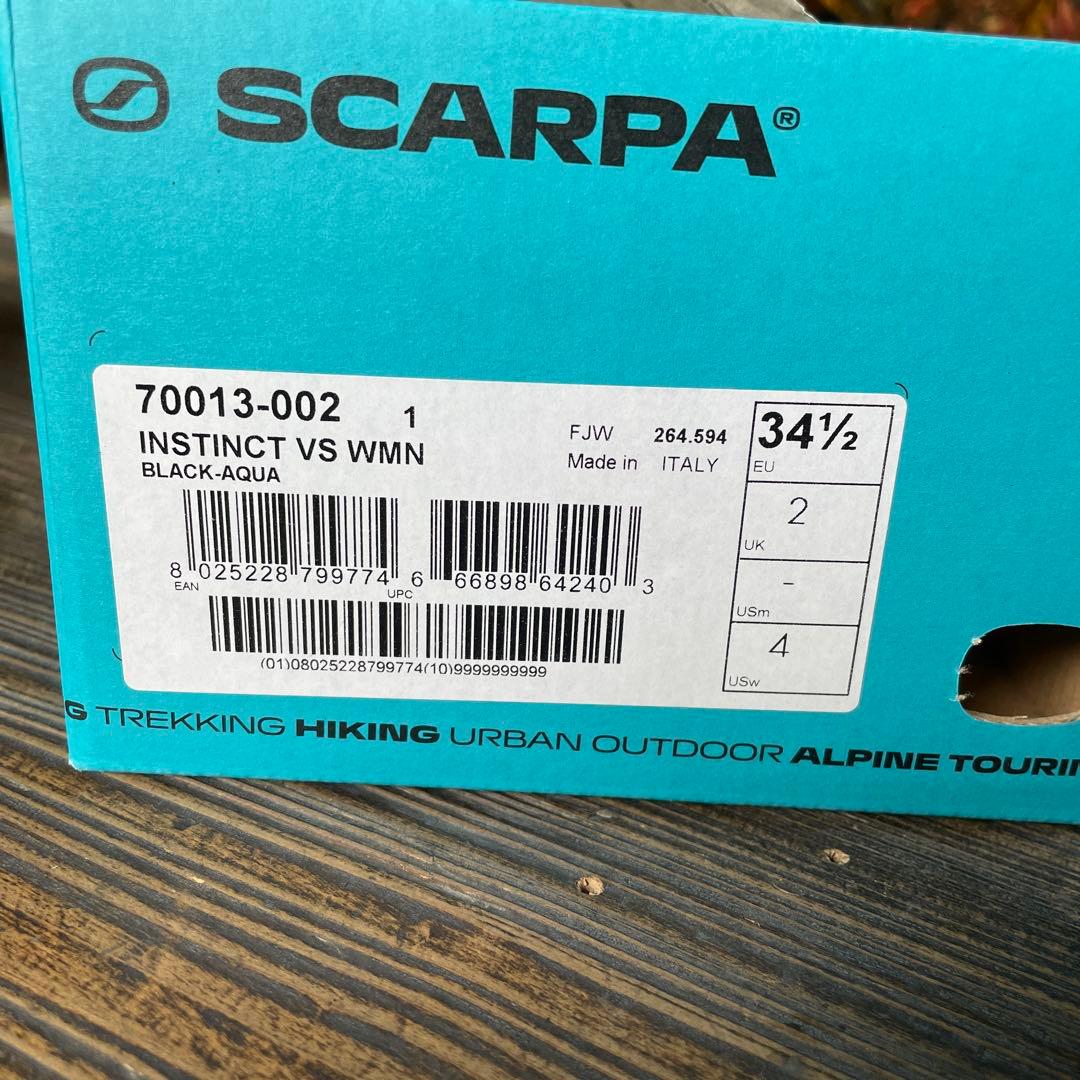 SCARPA®
70013-002 1
INSTINCT VS WMN
BLACK-AQUA
FJW 264.594
Made in ITALY
34½
EU
2
UK
-
USm
4
USw
8 025228 799774
EAN
6 66898 64240 3
UPC
(01)08025228799774(10)9999999999
G TREKKING HIKING URBAN OUTDOOR ALPINE TOURIN